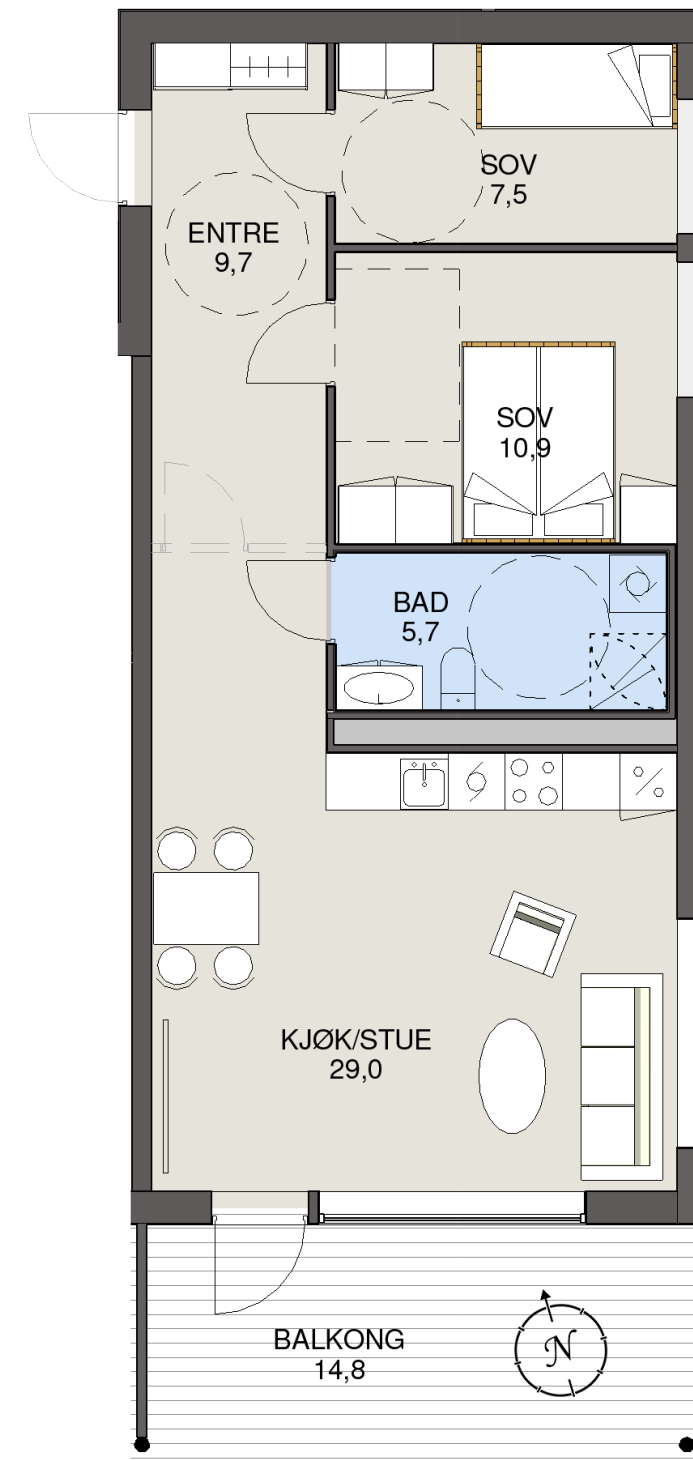 SOV
7,5
ENTRE
9,7
SOV
10,9
BAD
5,7
KJØK/STUE
29,0
BALKONG
14,8
N